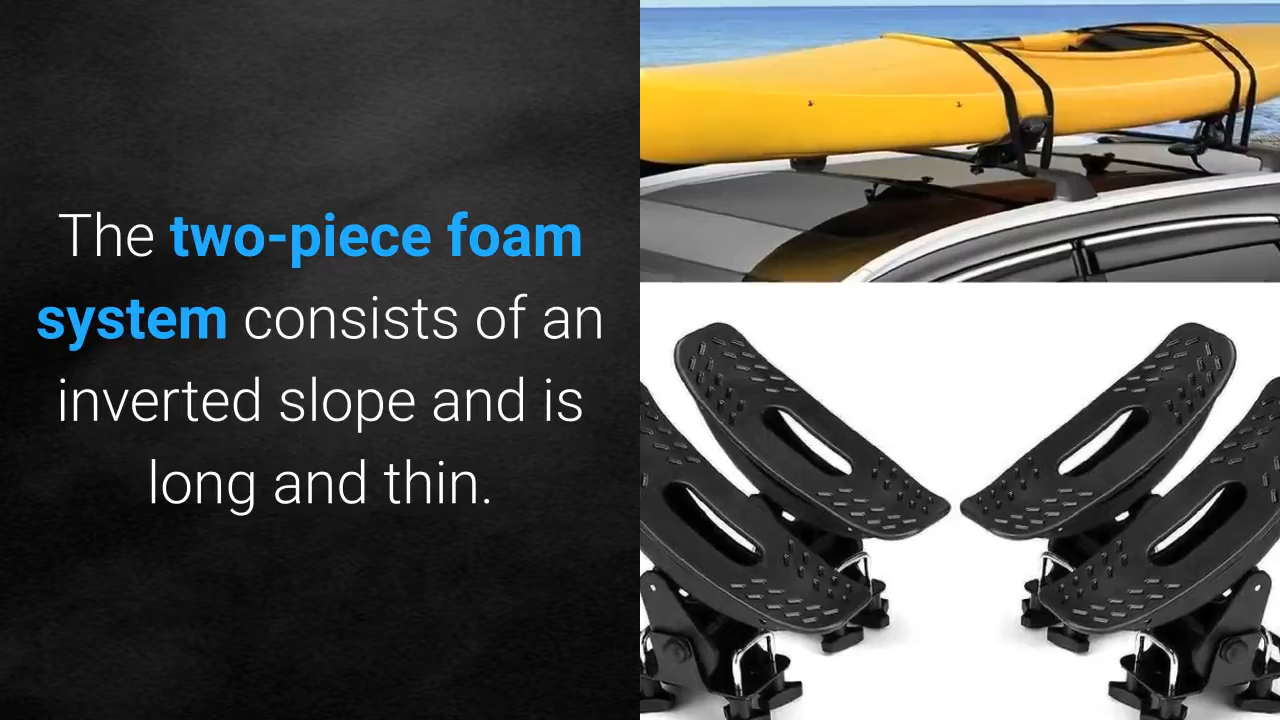 The two-piece foam
system consists of an
inverted slope and is
long and thin.